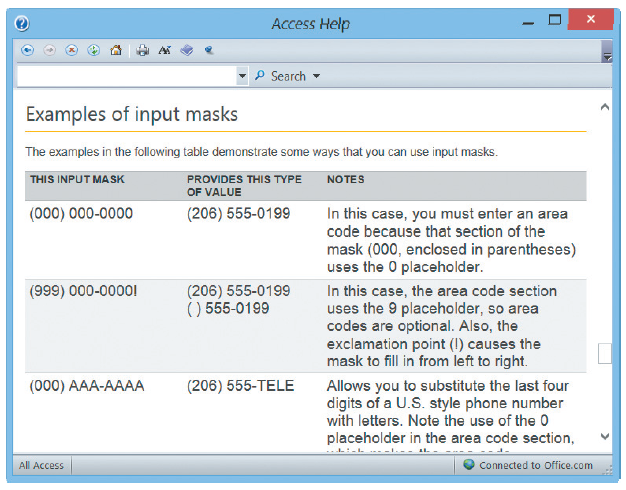 Access Help
Search
Examples of input masks
The examples in the following table demonstrate some ways that you can use input masks.
THIS INPUT MASK PROVIDES THIS TYPE OF VALUE NOTES
(000) 000-0000 (206) 555-0199 In this case, you must enter an area
code because that section of the
mask (000, enclosed in parentheses)
uses the 0 placeholder.
(999) 000-0000! (206) 555-0199 In this case, the area code section
( ) 555-0199 uses the 9 placeholder, so area
codes are optional. Also, the
exclamation point (!) causes the
mask to fill in from left to right.
(000) AAA-AAAA (206) 555-TELE Allows you to substitute the last four
digits of a U.S. style phone number
with letters. Note the use of the 0
placeholder in the area code section,
All Access Connected to Office.com